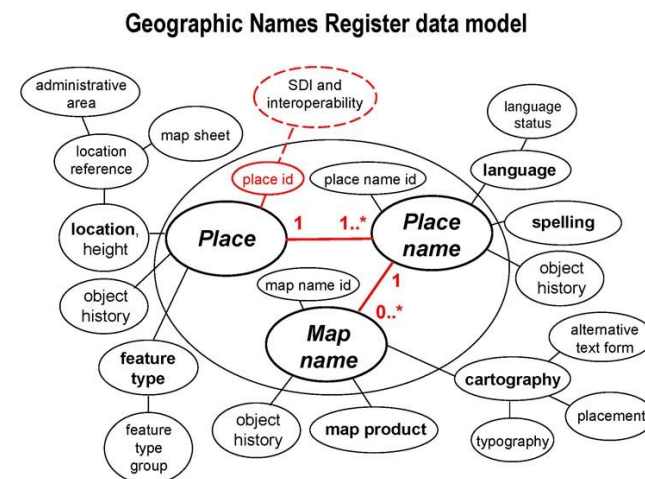 Geographic Names Register data model
SDI and
interoperability
administrative
area
map sheet
location
reference
place id
place name id
language
status
language
location,
height
Place
1
1..*
Place
name
spelling
object
history
map name id
1
0..*
object
history
Map
name
alternative
text form
feature
type
cartography
placement
object
history
map product
typography
feature
type
group